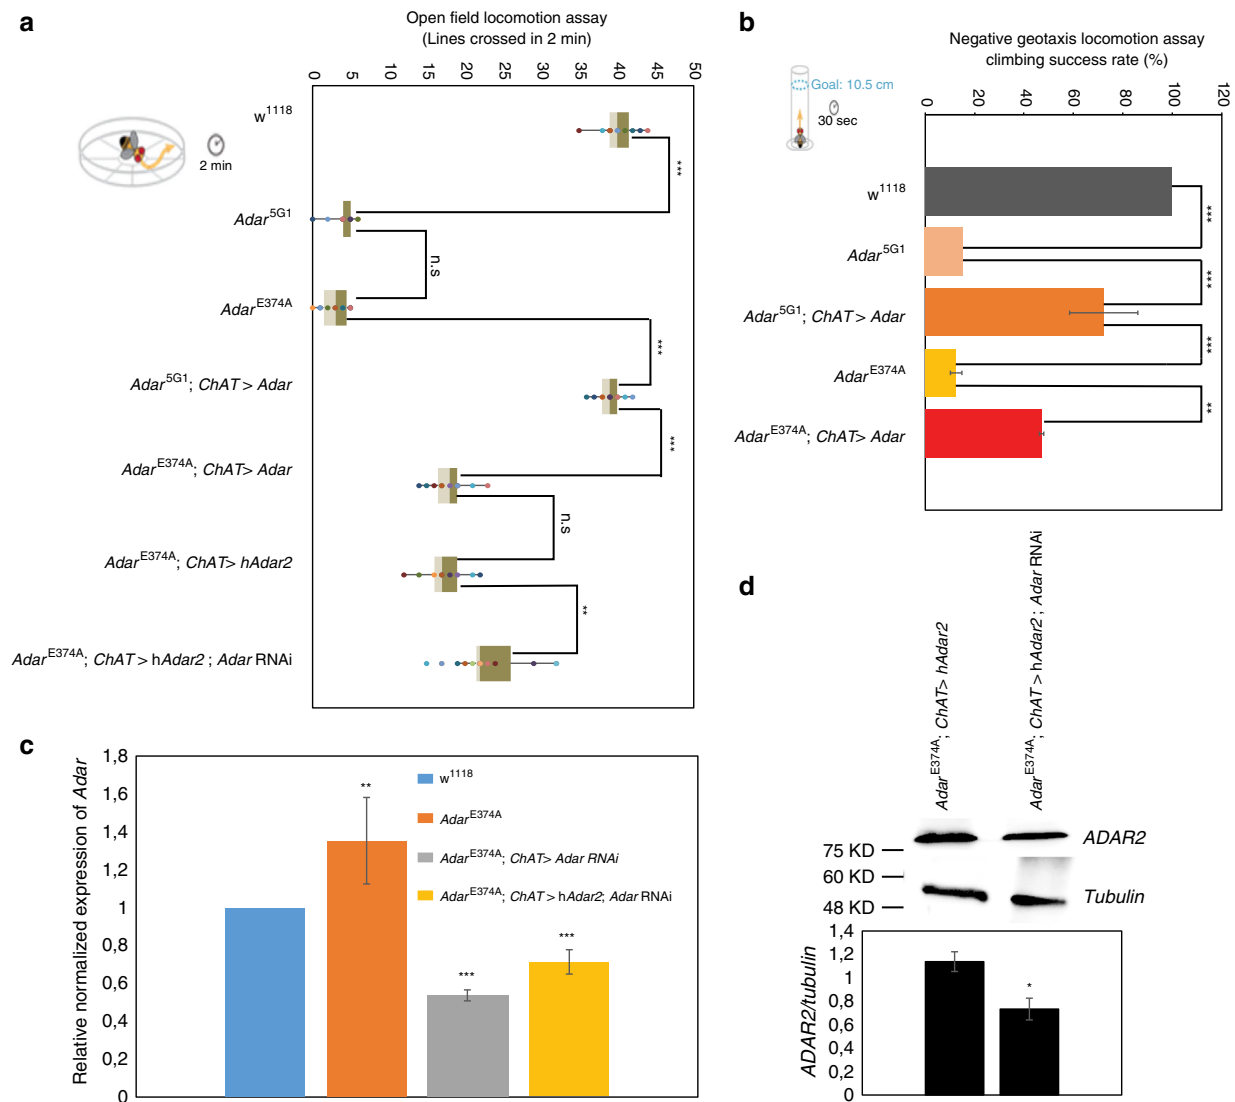 a
Open field locomotion assay
(Lines crossed in 2 min)
0 5 10 15 20 25 30 35 40 45 50
2 min
w1118
Adar5G1
AdarE374A
Adar5G1; ChAT > Adar
AdarE374A; ChAT> Adar
AdarE374A; ChAT> hAdar2
AdarE374A; ChAT > hAdar2 ; Adar RNAi
***
n.s
***
***
n.s
**
b
Negative geotaxis locomotion assay
climbing success rate (%)
0 20 40 60 80 100 120
Goal: 10.5 cm
30 sec
w1118
Adar5G1
Adar5G1; ChAT > Adar
AdarE374A
AdarE374A; ChAT> Adar
***
***
***
**
c
Relative normalized expression of Adar
1,8
1,6
1,4
1,2
1
0,8
0,6
0,4
0,2
0
w1118
AdarE374A
AdarE374A; ChAT> Adar RNAi
AdarE374A; ChAT > hAdar2; Adar RNAi
**
***
***
d
AdarE374A; ChAT > hAdar2
AdarE374A; ChAT > hAdar2 ; Adar RNAi
75 KD
60 KD
48 KD
ADAR2
Tubulin
ADAR2/tubulin
1,4
1,2
1
0,8
0,6
0,4
0,2
0
*